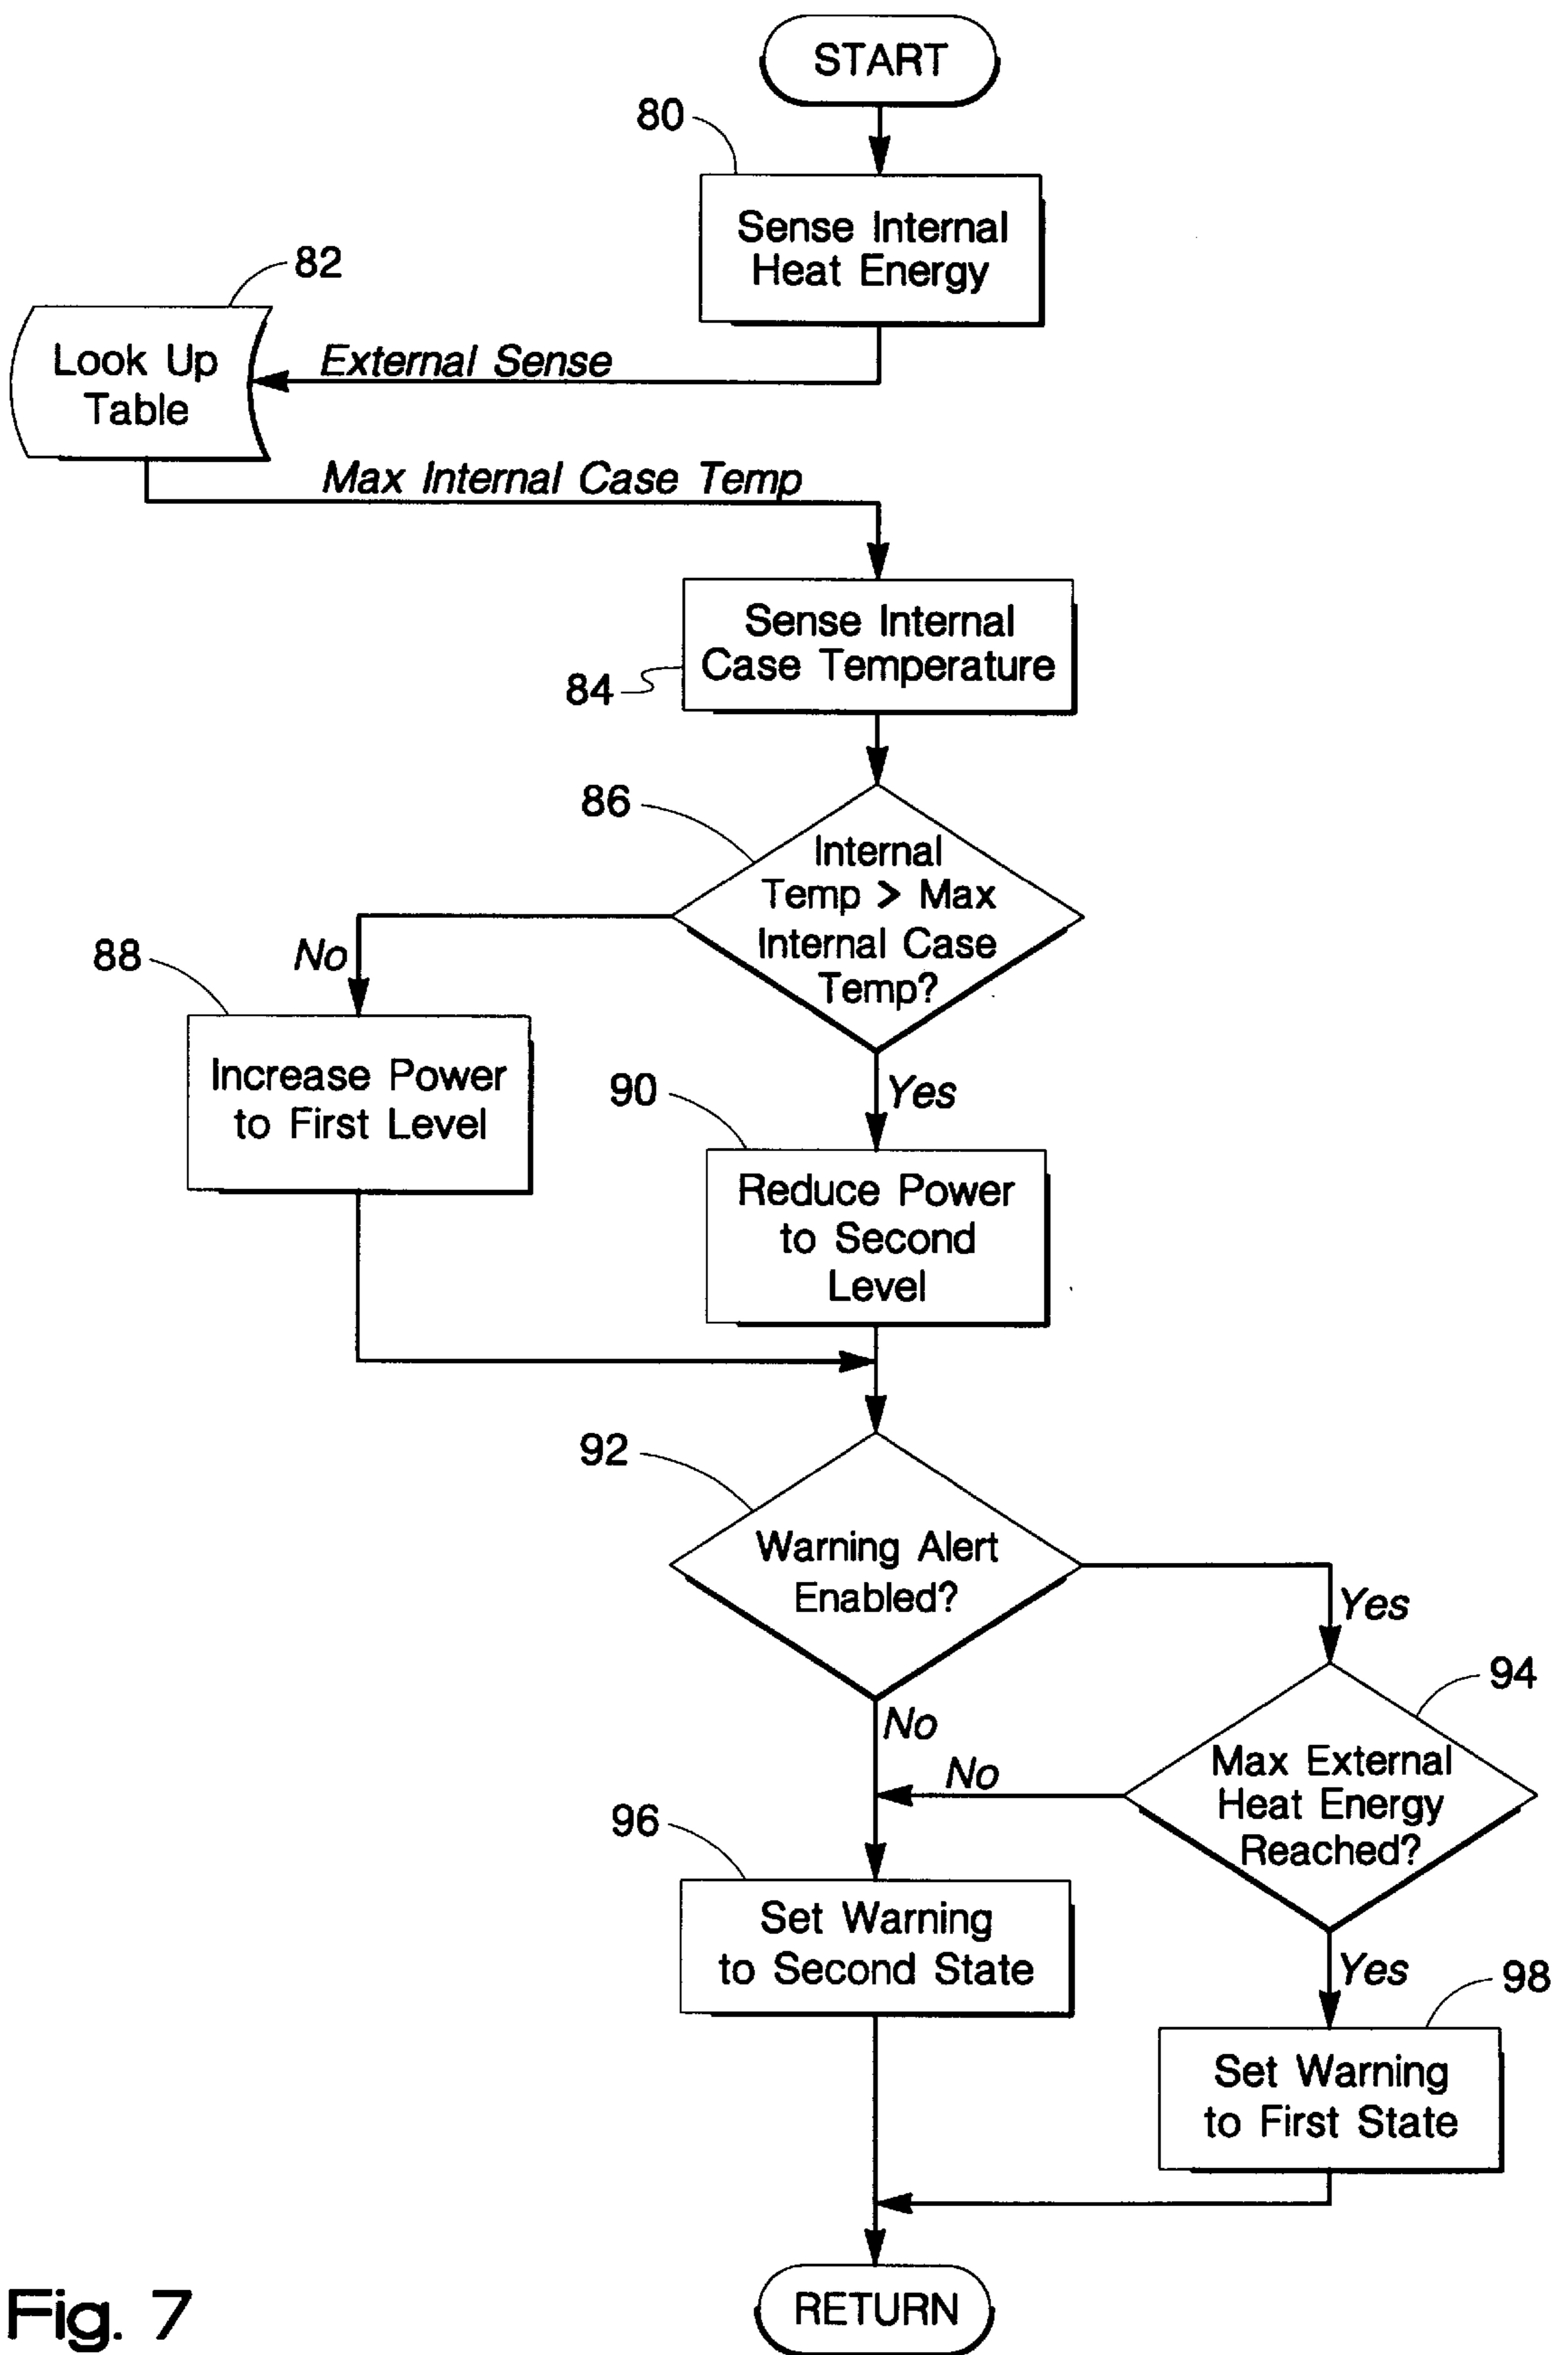 START
80
Sense Internal
Heat Energy
82
Look Up
Table
External Sense
Max Internal Case Temp
Sense Internal
Case Temperature
84
86
Internal
Temp > Max
Internal Case
Temp?
No
88
Increase Power
to First Level
Yes
90
Reduce Power
to Second
Level
92
Warning Alert
Enabled?
Yes
No
94
Max External
Heat Energy
Reached?
No
96
Set Warning
to Second State
Yes
98
Set Warning
to First State
RETURN
Fig. 7